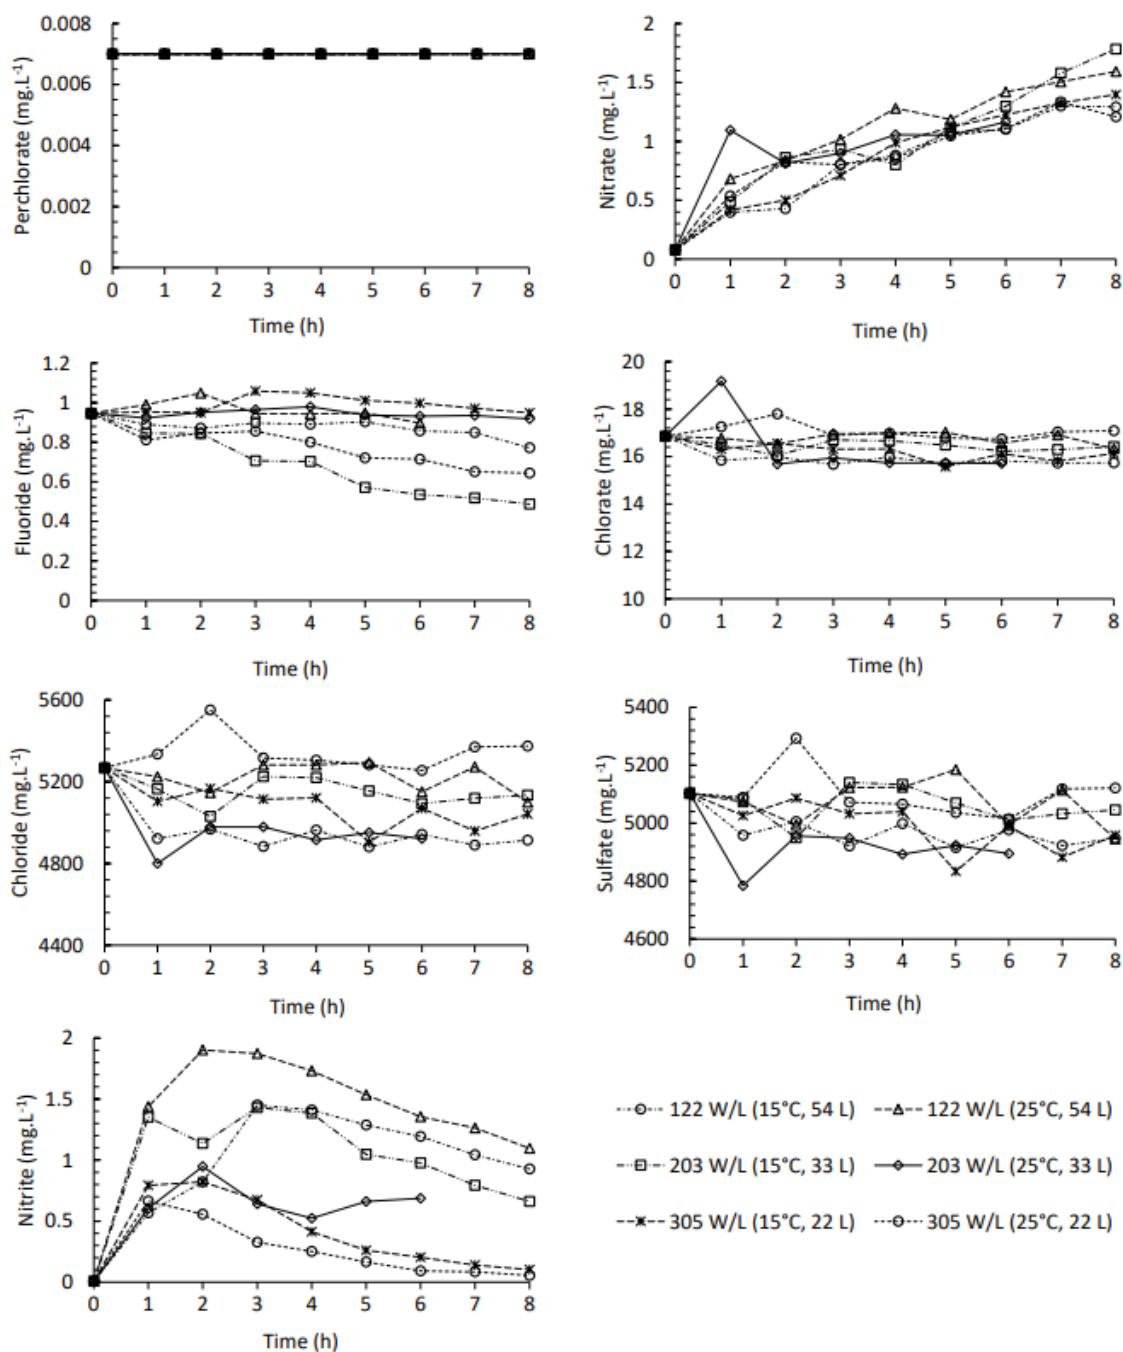 Perchlorate (mg.L-1)
0.008
0.006
0.004
0.002
0
0 1 2 3 4 5 6 7 8
Time (h)
Nitrate (mg.L-1)
2
1.5
1
0.5
0
0 1 2 3 4 5 6 7 8
Time (h)
Fluoride (mg.L-1)
1.2
1
0.8
0.6
0.4
0.2
0
0 1 2 3 4 5 6 7 8
Time (h)
Chlorate (mg.L-1)
20
18
16
14
12
10
0 1 2 3 4 5 6 7 8
Time (h)
Chloride (mg.L-1)
5600
5200
4800
4400
0 1 2 3 4 5 6 7 8
Time (h)
Sulfate (mg.L-1)
5400
5200
5000
4800
4600
0 1 2 3 4 5 6 7 8
Time (h)
Nitrite (mg.L-1)
2
1.5
1
0.5
0
0 1 2 3 4 5 6 7 8
Time (h)
122 W/L (15°C, 54 L) 122 W/L (25°C, 54 L)
203 W/L (15°C, 33 L) 203 W/L (25°C, 33 L)
305 W/L (15°C, 22 L) 305 W/L (25°C, 22 L)